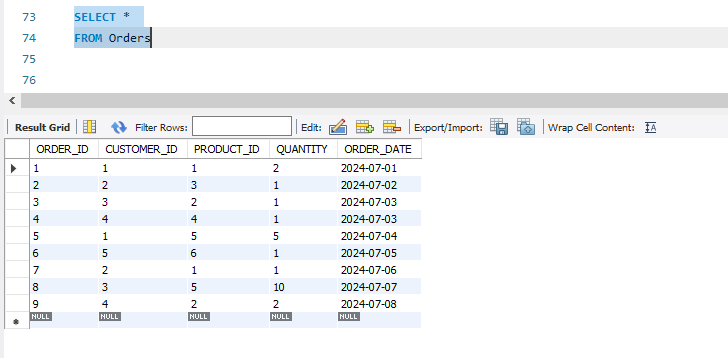 73 SELECT *
74 FROM Orders
75
76
Result Grid Filter Rows: Edit: Export/Import: Wrap Cell Content: IA
ORDER_ID CUSTOMER_ID PRODUCT_ID QUANTITY ORDER_DATE
1 1 1 2 2024-07-01
2 2 3 1 2024-07-02
3 3 2 1 2024-07-03
4 4 4 1 2024-07-03
5 1 5 5 2024-07-04
6 5 6 1 2024-07-05
7 2 1 1 2024-07-06
8 3 5 10 2024-07-07
9 4 2 2 2024-07-08
NULL NULL NULL NULL NULL